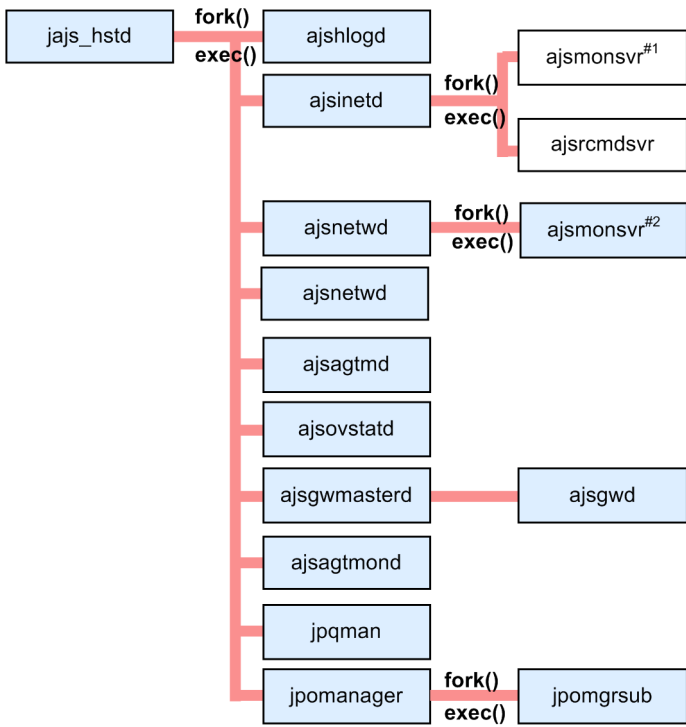 jajs_hstd
fork()
exec()
ajshlogd
ajsinetd
fork()
exec()
ajsmonsvr#1
ajsrcmdsvr
ajsnetwd
fork()
exec()
ajsmonsvr#2
ajsnetwd
ajsagtmd
ajsovstatd
ajsgwmasterd
ajsgwd
ajsagtmond
jpqman
jpomanager
fork()
exec()
jpomgrsub